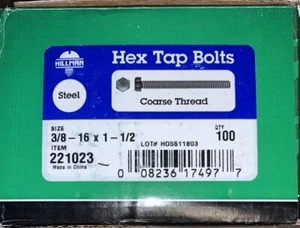 HILLMAN
Hex Tap Bolts
Steel
Coarse Thread
SIZE
3/8-16 x 1-1/2
QTY
100
ITEM
221023
LOT# HO5511803
Made in China
0 08236 17497 7